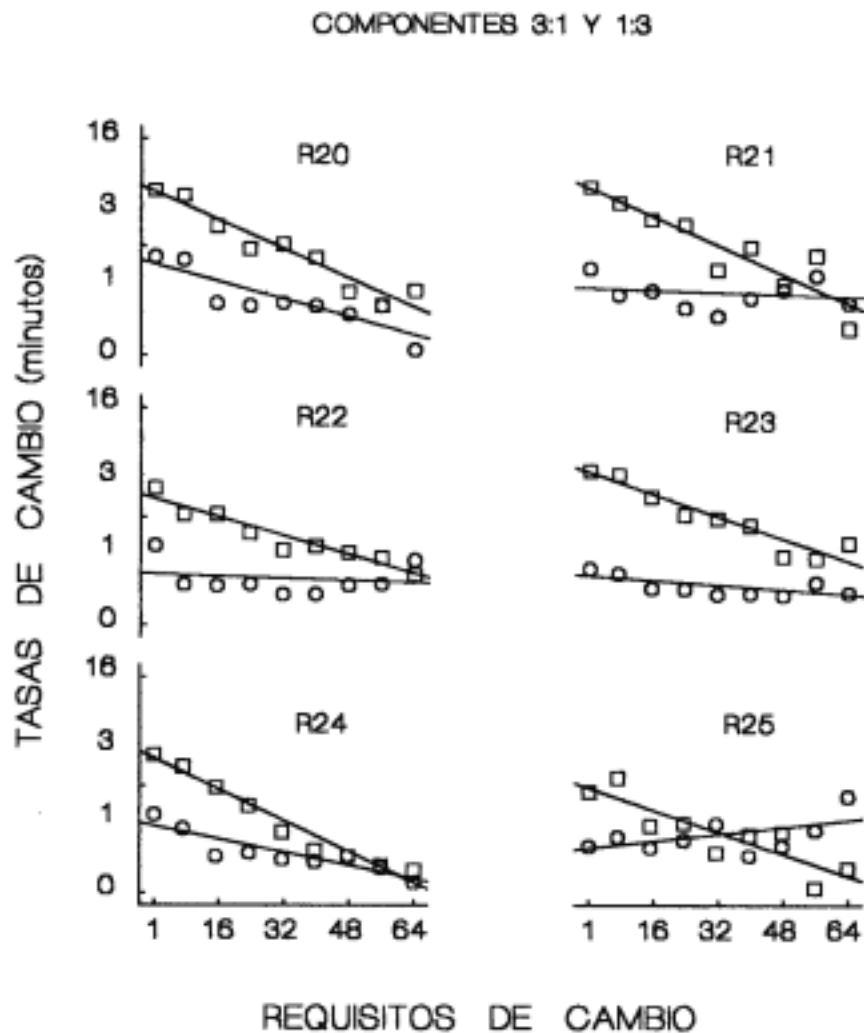 COMPONENTES 3:1 Y 1:3
R20
R21
16
3
1
0
R22
R23
16
3
1
0
R24
R25
16
3
1
0
1 16 32 48 64
1 16 32 48 64
TASAS DE CAMBIO (minutos)
REQUISITOS DE CAMBIO